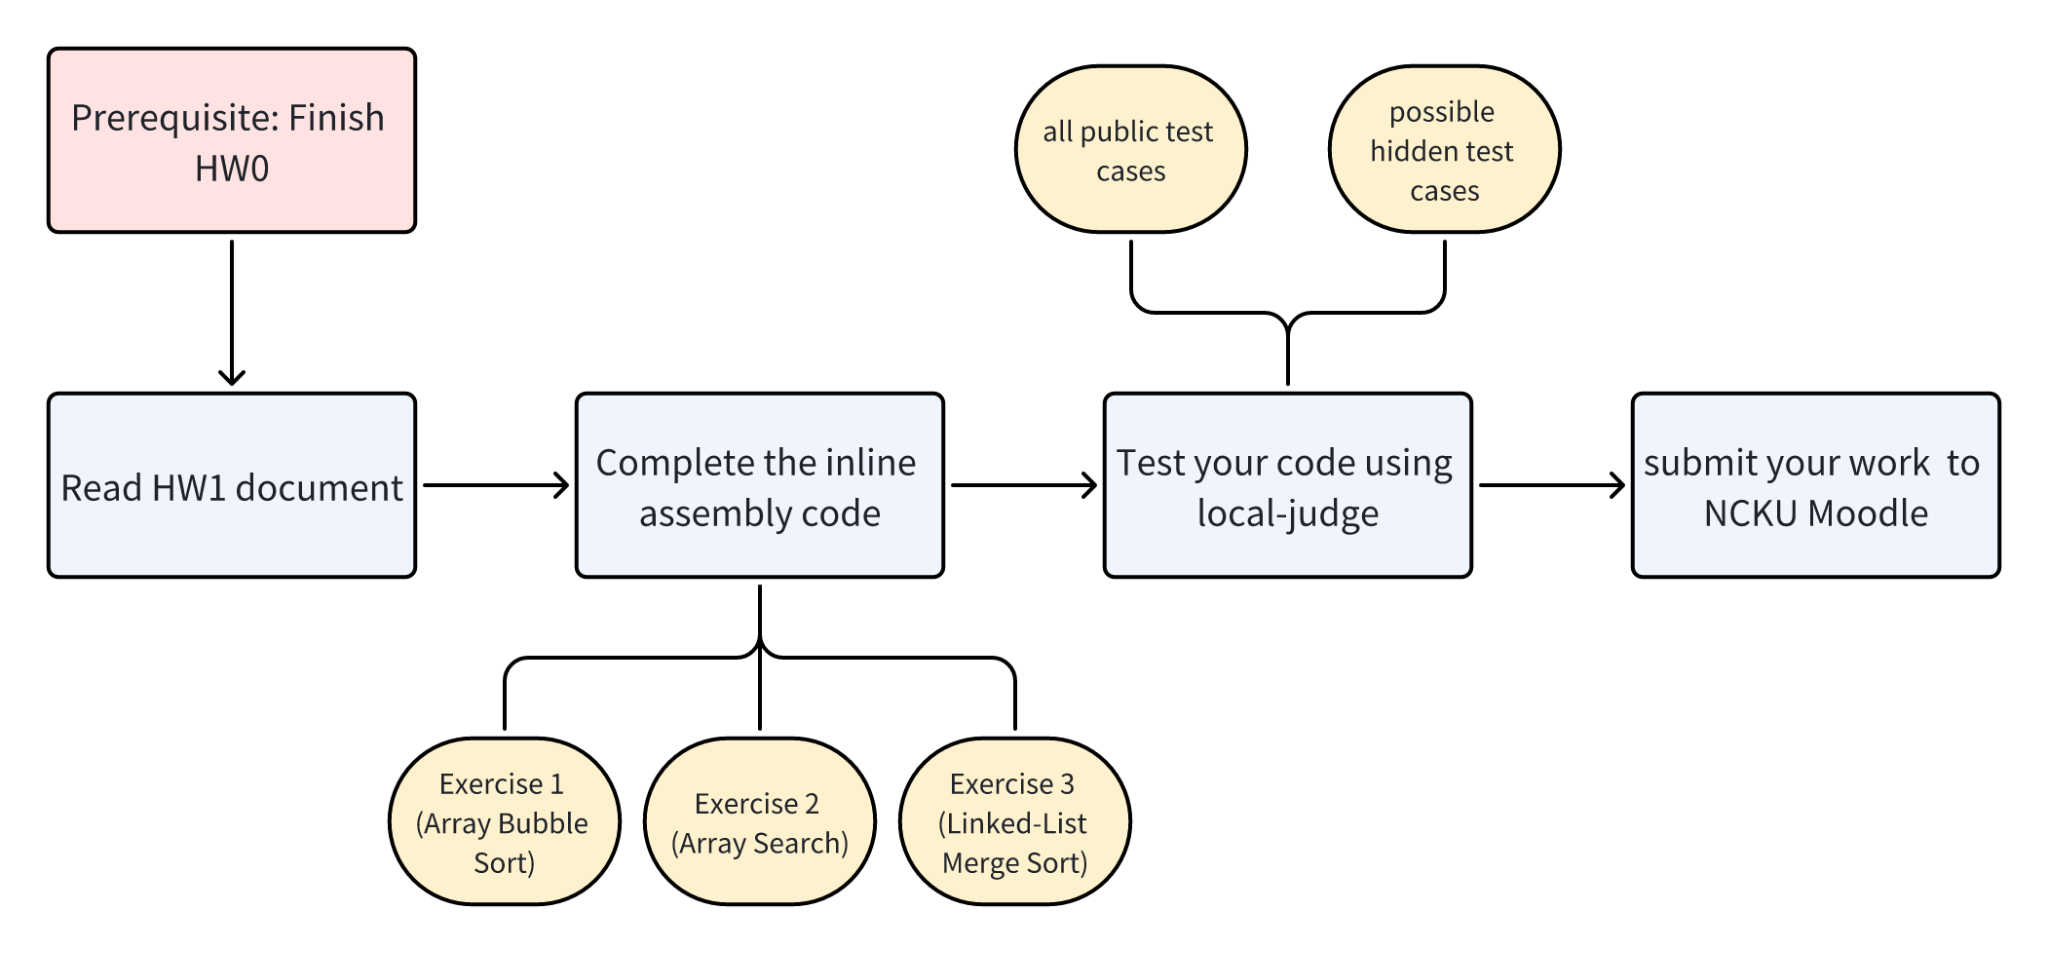 Prerequisite: Finish
HW0
all public test
cases
possible
hidden test
cases
Read HW1 document
Complete the inline
assembly code
Test your code using
local-judge
submit your work  to
NCKU Moodle
Exercise 1
(Array Bubble
Sort)
Exercise 2
(Array Search)
Exercise 3
(Linked-List
Merge Sort)